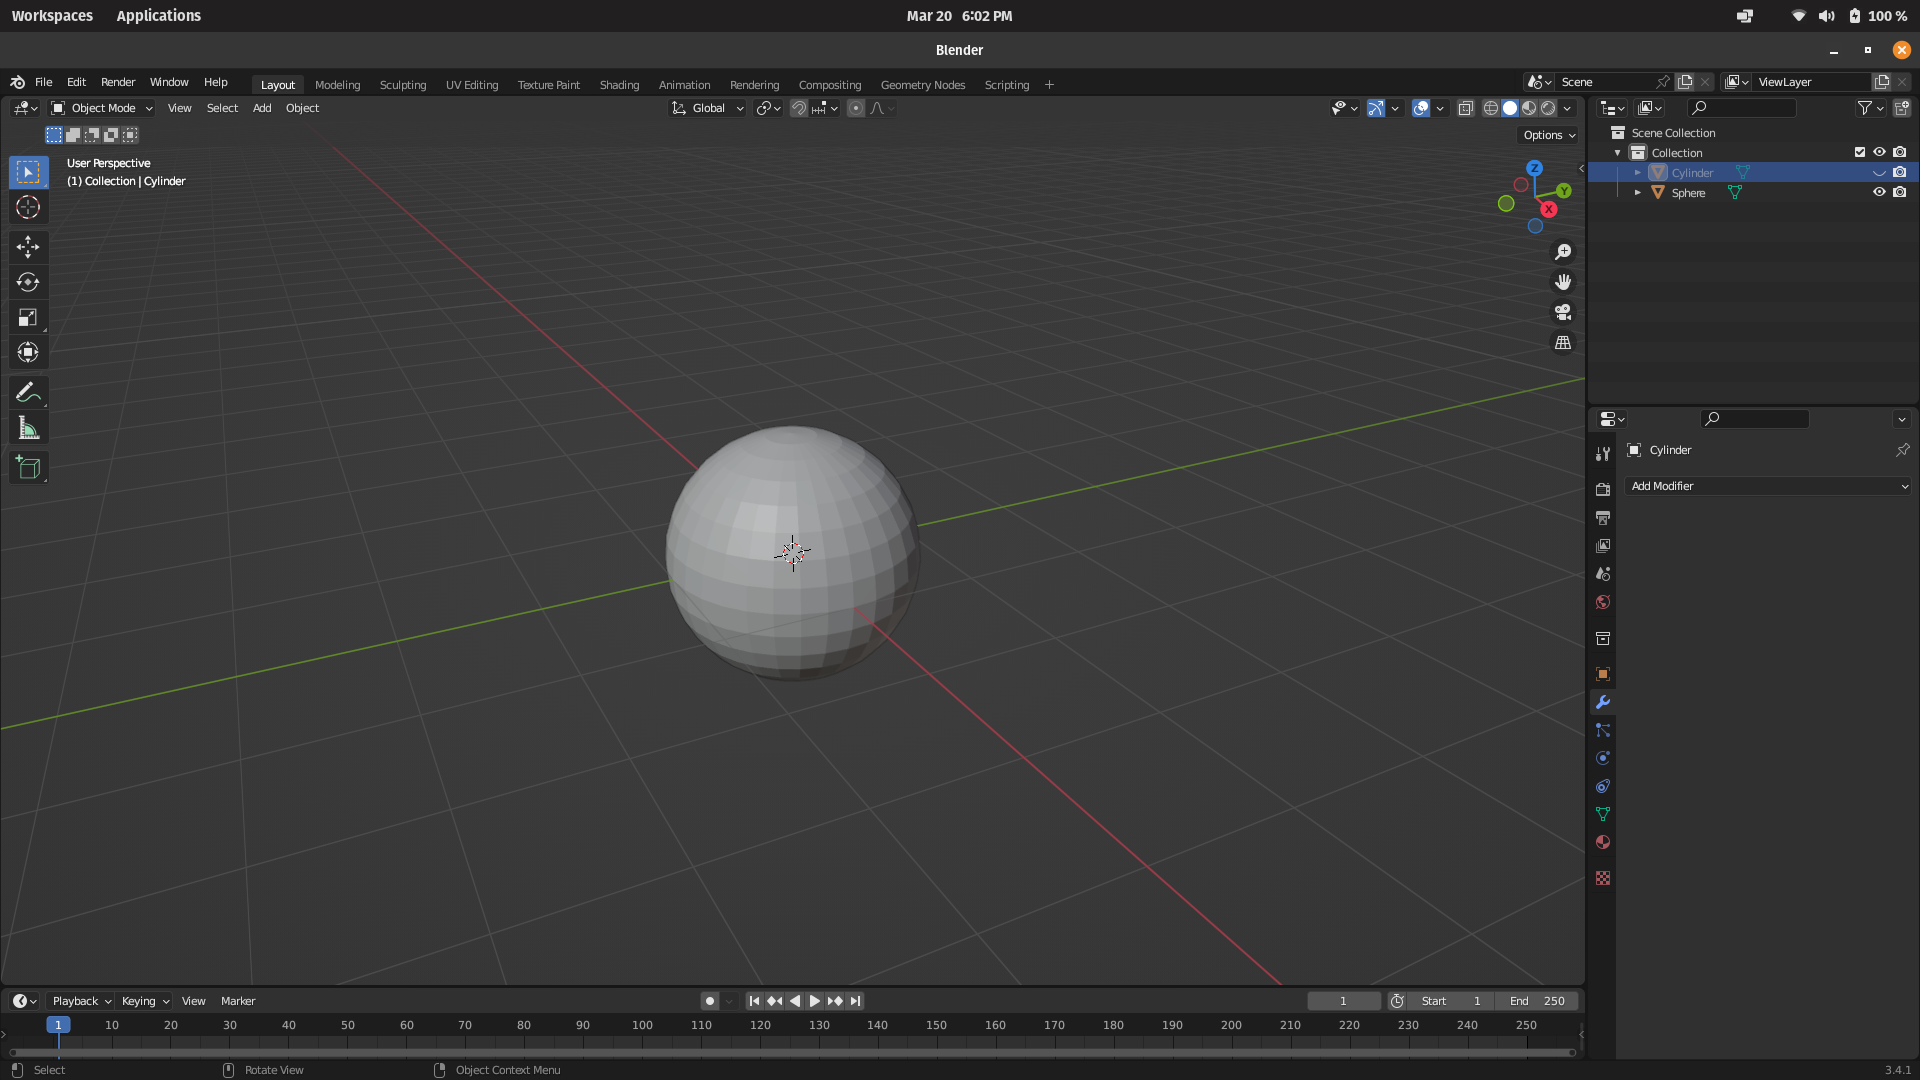 Workspaces Applications Mar 20 6:02 PM 100 %
Blender
File Edit Render Window Help Layout Modeling Sculpting UV Editing Texture Paint Shading Animation Rendering Compositing Geometry Nodes Scripting + Scene ViewLayer
Object Mode View Select Add Object Global
Options
User Perspective
(1) Collection | Cylinder
Z
Y
X
Scene Collection
Collection
Cylinder
Sphere
Cylinder
Add Modifier
Playback Keying View Marker 1 Start 1 End 250
1 10 20 30 40 50 60 70 80 90 100 110 120 130 140 150 160 170 180 190 200 210 220 230 240 250
Select Rotate View Object Context Menu 3.4.1